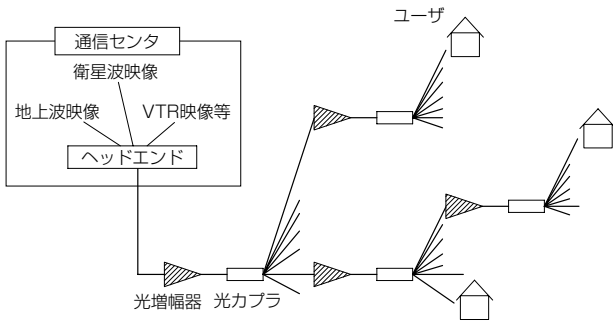 ユーザ
通信センタ
衛星波映像
地上波映像
VTR映像等
ヘッドエンド
光増幅器
光カプラ